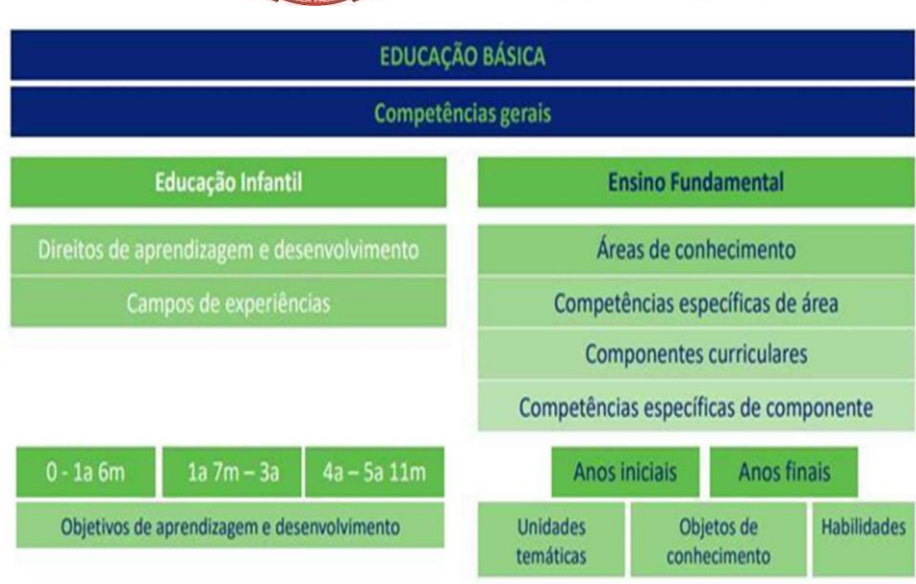 EDUCAÇÃO BÁSICA
Competências gerais
Educação Infantil
Direitos de aprendizagem e desenvolvimento
Campos de experiências
0 - 1a 6m
1a 7m – 3a
4a – 5a 11m
Objetivos de aprendizagem e desenvolvimento
Ensino Fundamental
Áreas de conhecimento
Competências específicas de área
Componentes curriculares
Competências específicas de componente
Anos iniciais
Anos finais
Unidades
temáticas
Objetos de
conhecimento
Habilidades